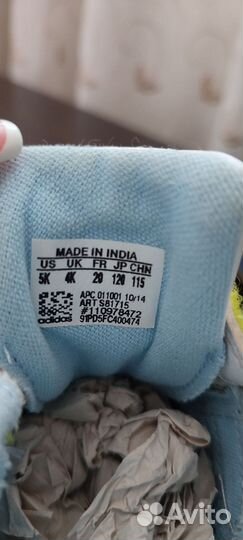 MADE IN INDIA
US UK FR JP CHN
5K 4K 20 120 115
APC 011001 10/14
ART S81715
#110978472
91PD5FC400474
adidas
Avito